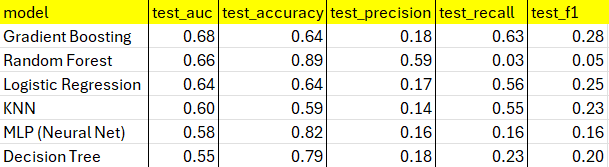 model test_auc test_accuracy test_precision test_recall test_f1
Gradient Boosting 0.68 0.64 0.18 0.63 0.28
Random Forest 0.66 0.89 0.59 0.03 0.05
Logistic Regression 0.64 0.64 0.17 0.56 0.25
KNN 0.60 0.59 0.14 0.55 0.23
MLP (Neural Net) 0.58 0.82 0.16 0.16 0.16
Decision Tree 0.55 0.79 0.18 0.23 0.20